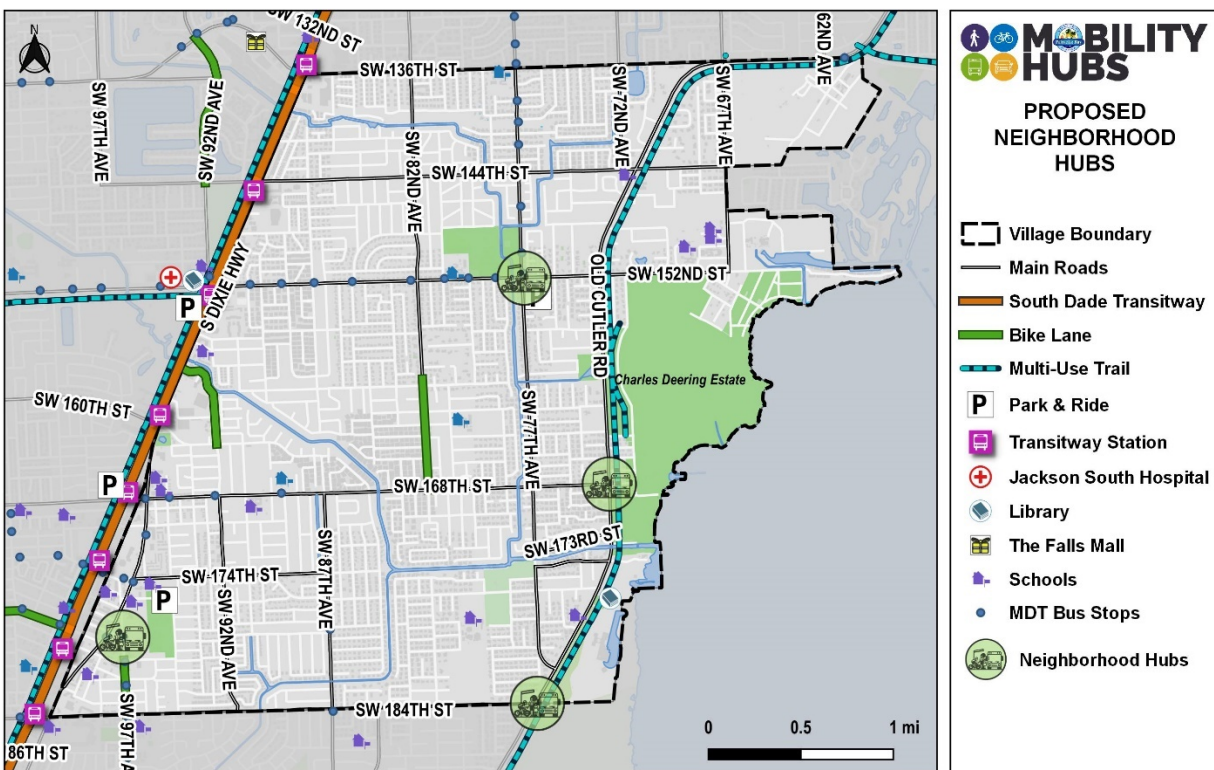 SW 132ND ST
62ND AVE
SW 136TH ST
SW 97TH AVE
SW 92ND AVE
SW 72ND AVE
SW 67TH AVE
SW 82ND AVE
SW 144TH ST
S DIXIE HWY
OLD CUTLER RD
SW 152ND ST
P
P
Charles Deering Estate
SW 160TH ST
SW 77TH AVE
P
SW 168TH ST
SW 173RD ST
SW 87TH AVE
SW 174TH ST
P
SW 92ND AVE
SW 97TH A
SW 184TH ST
86TH ST
0 0.5 1 mi
MOBILITY
HUBS
PROPOSED
NEIGHBORHOOD
HUBS
Village Boundary
Main Roads
South Dade Transitway
Bike Lane
Multi-Use Trail
P Park & Ride
Transitway Station
Jackson South Hospital
Library
The Falls Mall
Schools
MDT Bus Stops
Neighborhood Hubs